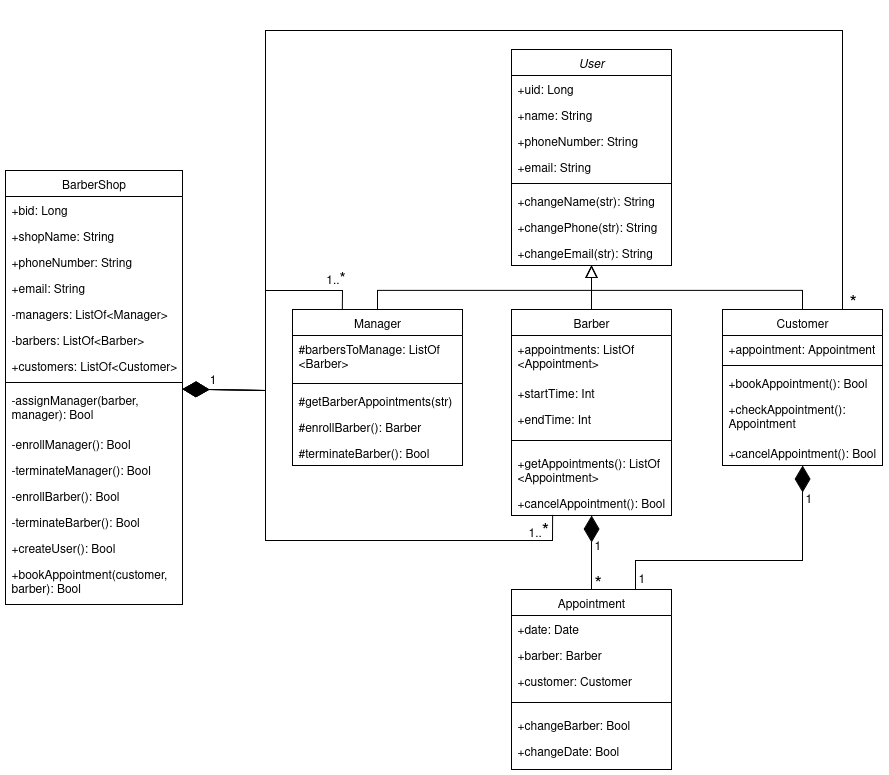 User
+uid: Long
+name: String
+phoneNumber: String
+email: String
+changeName(str): String
+changePhone(str): String
+changeEmail(str): String
BarberShop
+bid: Long
+shopName: String
+phoneNumber: String
+email: String
-managers: ListOf<Manager>
-barbers: ListOf<Barber>
+customers: ListOf<Customer>
-assignManager(barber,
manager): Bool
-enrollManager(): Bool
-terminateManager(): Bool
-enrollBarber(): Bool
-terminateBarber(): Bool
+createUser(): Bool
+bookAppointment(customer,
barber): Bool
1
1..*
*
Manager
#barbersToManage: ListOf
<Barber>
#getBarberAppointments(str)
#enrollBarber(): Barber
#terminateBarber(): Bool
Barber
+appointments: ListOf
<Appointment>
+startTime: Int
+endTime: Int
+getAppointments(): ListOf
<Appointment>
+cancelAppointment(): Bool
Customer
+appointment: Appointment
+bookAppointment(): Bool
+checkAppointment():
Appointment
+cancelAppointment(): Bool
1..*
1
*
1
1
Appointment
+date: Date
+barber: Barber
+customer: Customer
+changeBarber: Bool
+changeDate: Bool